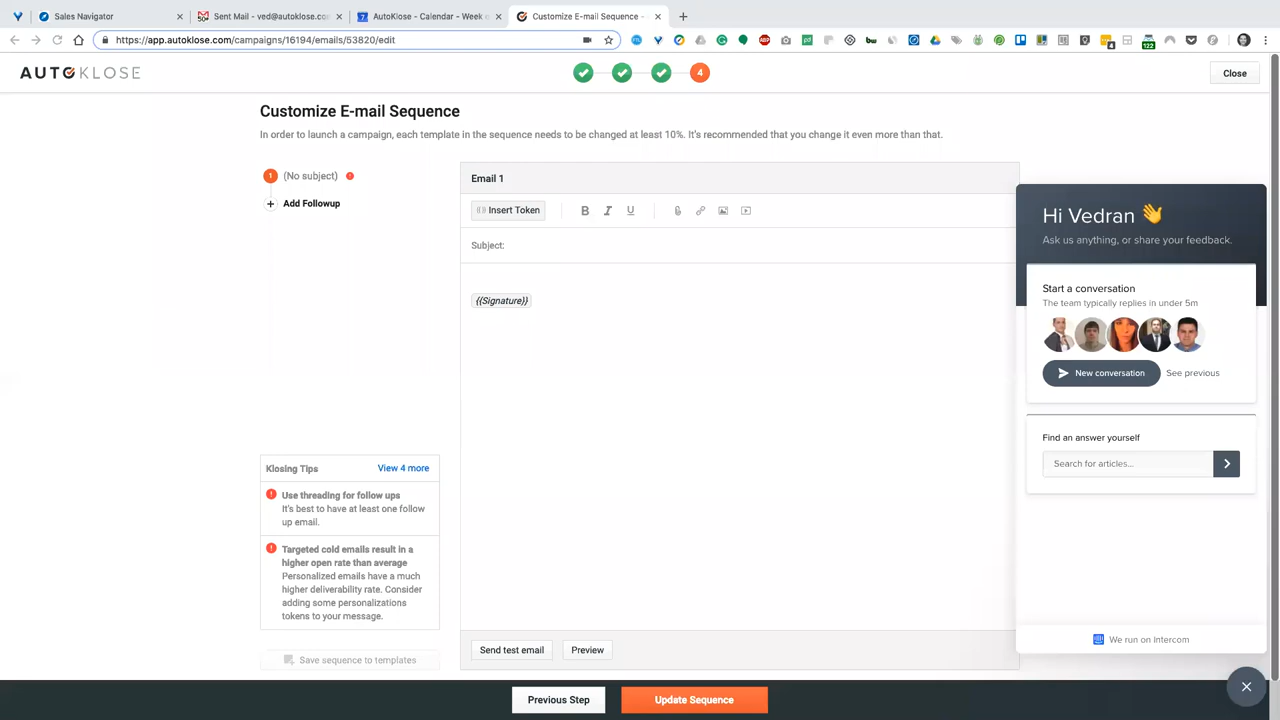 Sales Navigator
Sent Mail - ved@autoklose.co
AutoKlose - Calendar - Week o
Customize E-mail Sequence -
https://app.autoklose.com/campaigns/16194/emails/53820/edit
AUTOKLOSE
4
Close
Customize E-mail Sequence
In order to launch a campaign, each template in the sequence needs to be changed at least 10%. It's recommended that you change it even more than that.
1 (No subject)
Add Followup
Email 1
Insert Token
B I U
Subject:
{{Signature}}
Klosing Tips View 4 more
Use threading for follow ups
It's best to have at least one follow
up email.
Targeted cold emails result in a
higher open rate than average
Personalized emails have a much
higher deliverability rate. Consider
adding some personalizations
tokens to your message.
Save sequence to templates
Send test email
Preview
Previous Step
Update Sequence
Hi Vedran
Ask us anything, or share your feedback.
Start a conversation
The team typically replies in under 5m
New conversation
See previous
Find an answer yourself
Search for articles...
We run on Intercom